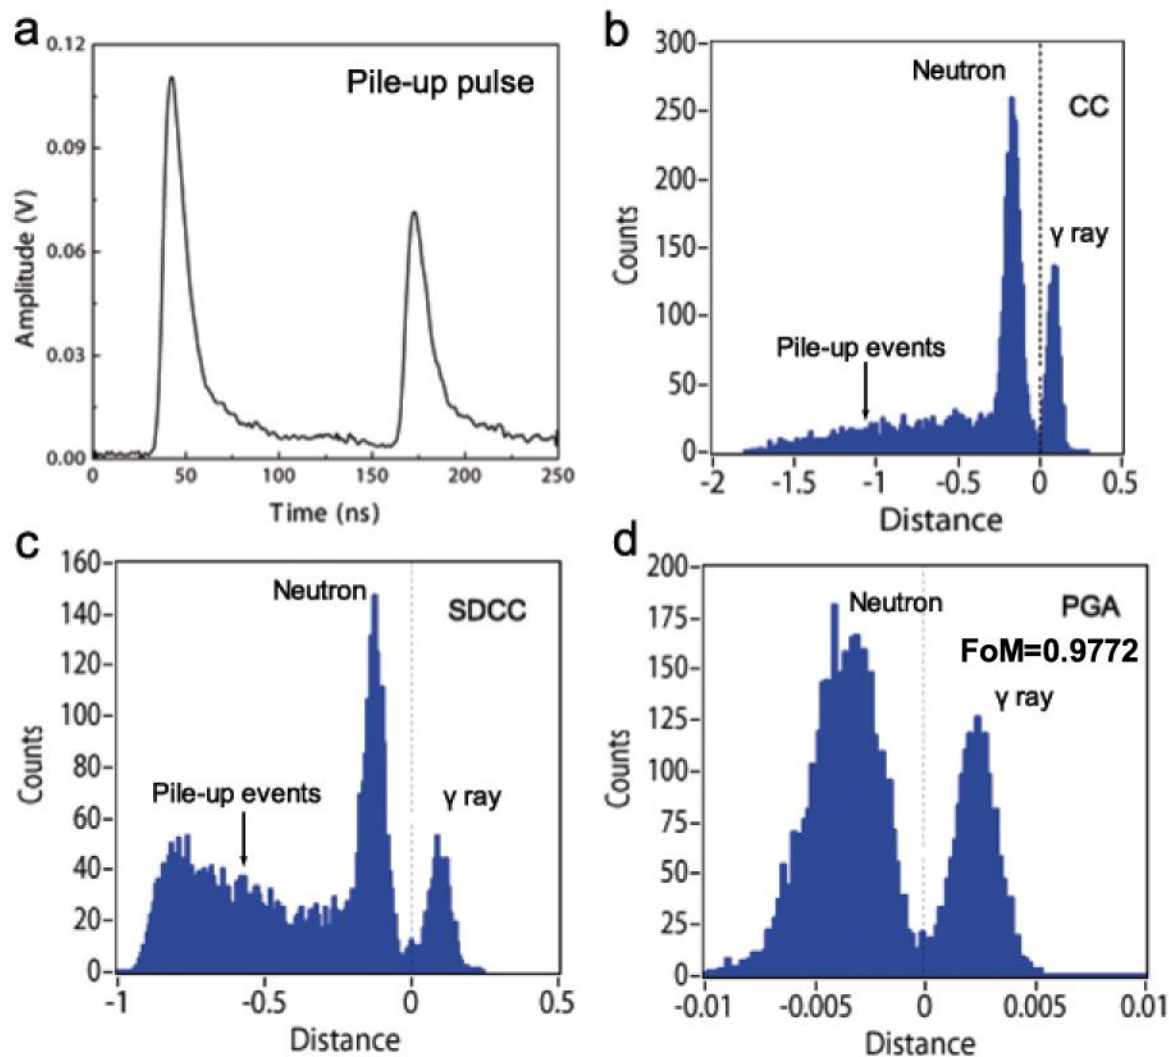 a
Pile-up pulse
0.12
0.09
0.06
0.03
0.00
Amplitude (V)
0 50 100 150 200 250
Time (ns)
b
Neutron
CC
γ ray
Pile-up events
300
250
200
150
100
50
0
Counts
-2 -1.5 -1 -0.5 0 0.5
Distance
c
Neutron
SDCC
Pile-up events
γ ray
160
140
120
100
80
60
40
20
0
Counts
-1 -0.5 0 0.5
Distance
d
Neutron
PGA
FoM=0.9772
γ ray
200
175
150
125
100
75
50
25
0
Counts
-0.01 -0.005 0 0.005 0.01
Distance